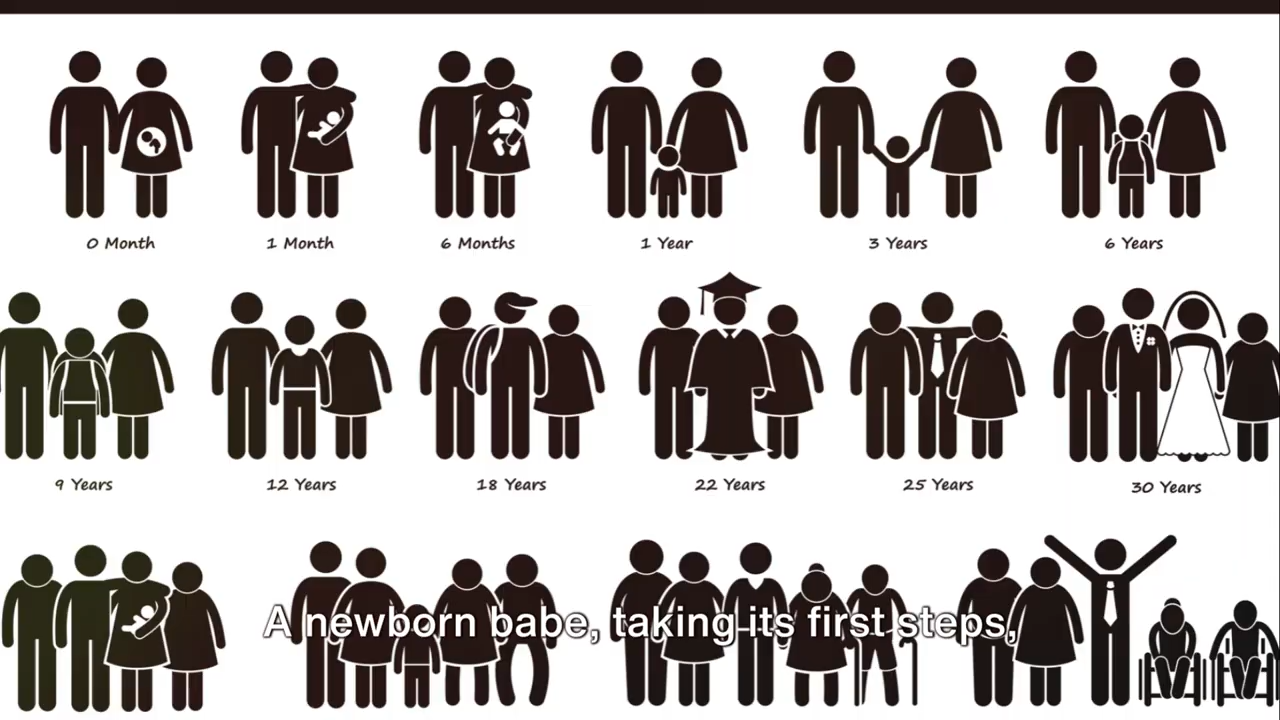 0 Month
1 Month
6 Months
1 Year
3 Years
6 Years
9 Years
12 Years
18 Years
22 Years
25 Years
30 Years
A newborn babe, taking its first steps,